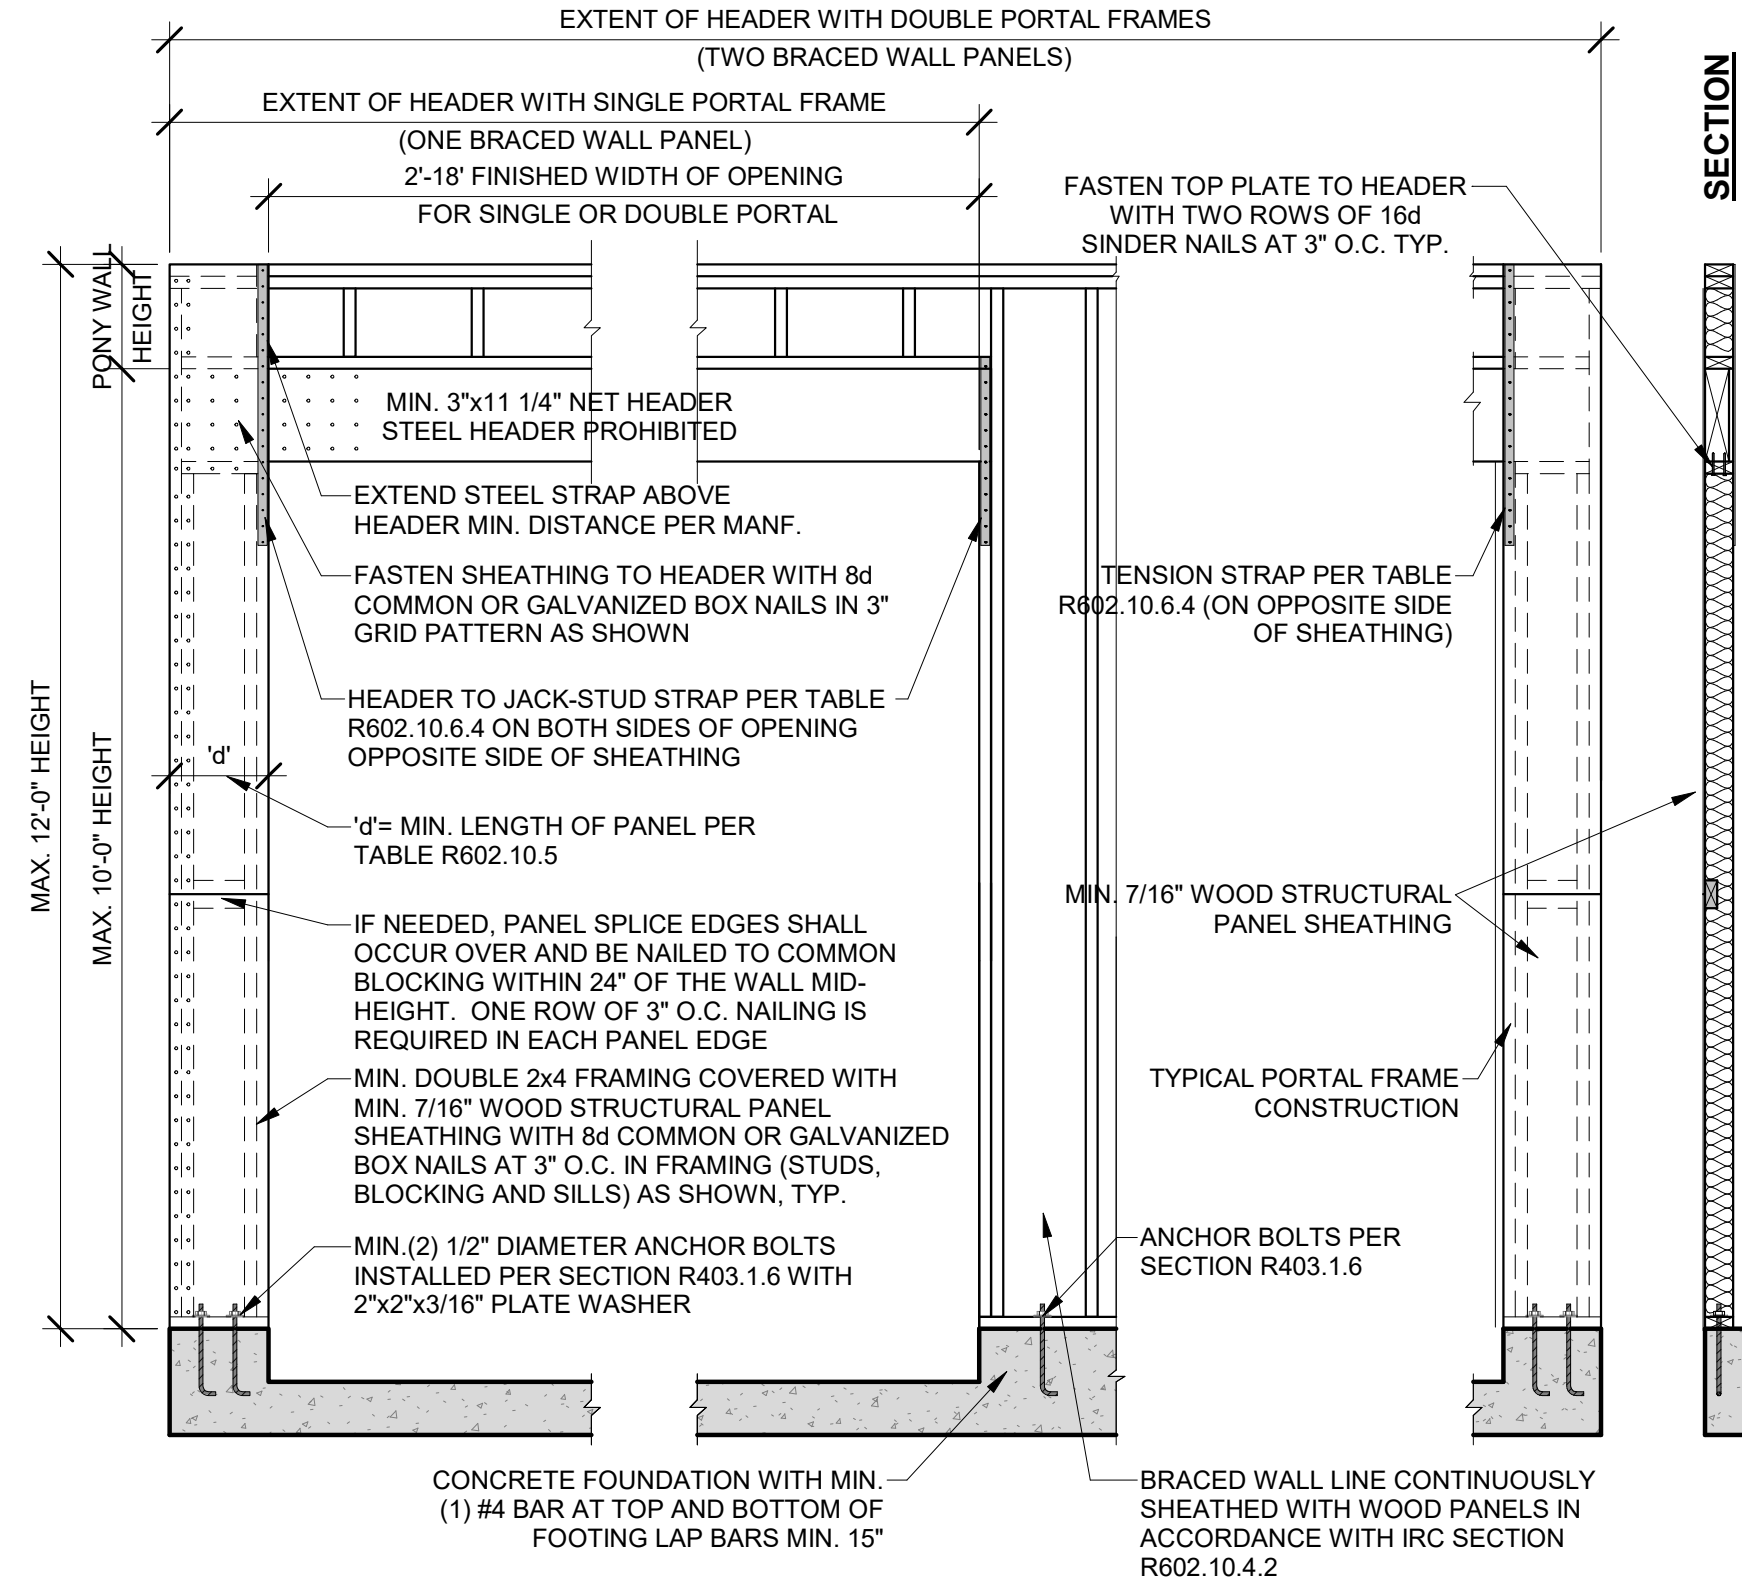 EXTENT OF HEADER WITH DOUBLE PORTAL FRAMES
(TWO BRACED WALL PANELS)
EXTENT OF HEADER WITH SINGLE PORTAL FRAME
(ONE BRACED WALL PANEL)
2'-18' FINISHED WIDTH OF OPENING
FOR SINGLE OR DOUBLE PORTAL
FASTEN TOP PLATE TO HEADER
WITH TWO ROWS OF 16d
SINDER NAILS AT 3" O.C. TYP.
SECTION
PONY WALL
HEIGHT
MIN. 3"x11 1/4" NET HEADER
STEEL HEADER PROHIBITED
EXTEND STEEL STRAP ABOVE
HEADER MIN. DISTANCE PER MANF.
FASTEN SHEATHING TO HEADER WITH 8d
COMMON OR GALVANIZED BOX NAILS IN 3"
GRID PATTERN AS SHOWN
TENSION STRAP PER TABLE
R602.10.6.4 (ON OPPOSITE SIDE
OF SHEATHING)
HEADER TO JACK-STUD STRAP PER TABLE
R602.10.6.4 ON BOTH SIDES OF OPENING
OPPOSITE SIDE OF SHEATHING
MAX. 12'-0" HEIGHT
MAX. 10'-0" HEIGHT
'd'
'd'= MIN. LENGTH OF PANEL PER
TABLE R602.10.5
MIN. 7/16" WOOD STRUCTURAL
PANEL SHEATHING
IF NEEDED, PANEL SPLICE EDGES SHALL
OCCUR OVER AND BE NAILED TO COMMON
BLOCKING WITHIN 24" OF THE WALL MID-
HEIGHT. ONE ROW OF 3" O.C. NAILING IS
REQUIRED IN EACH PANEL EDGE
MIN. DOUBLE 2x4 FRAMING COVERED WITH
MIN. 7/16" WOOD STRUCTURAL PANEL
SHEATHING WITH 8d COMMON OR GALVANIZED
BOX NAILS AT 3" O.C. IN FRAMING (STUDS,
BLOCKING AND SILLS) AS SHOWN, TYP.
TYPICAL PORTAL FRAME
CONSTRUCTION
MIN.(2) 1/2" DIAMETER ANCHOR BOLTS
INSTALLED PER SECTION R403.1.6 WITH
2"x2"x3/16" PLATE WASHER
ANCHOR BOLTS PER
SECTION R403.1.6
CONCRETE FOUNDATION WITH MIN.
(1) #4 BAR AT TOP AND BOTTOM OF
FOOTING LAP BARS MIN. 15"
BRACED WALL LINE CONTINUOUSLY
SHEATHED WITH WOOD PANELS IN
ACCORDANCE WITH IRC SECTION
R602.10.4.2